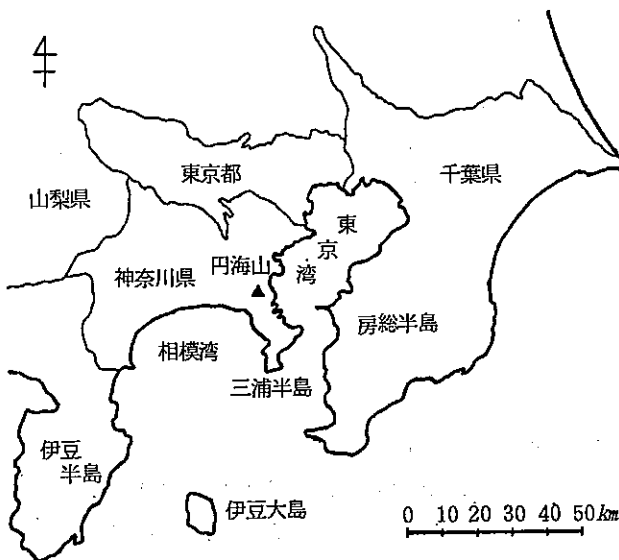 東京都
千葉県
山梨県
東京湾
円海山
神奈川県
房総半島
相模湾
三浦半島
伊豆
半島
伊豆大島
0 10 20 30 40 50km